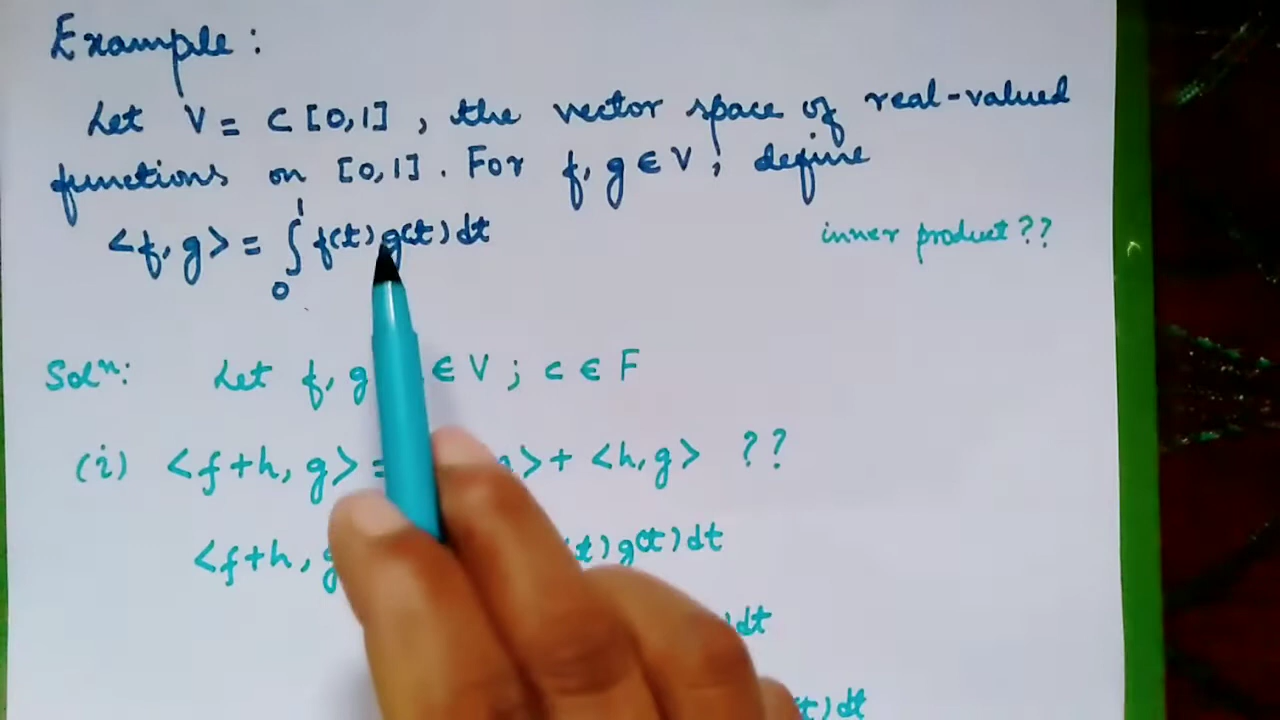 Example:
Let V = C [0,1] , the vector space of real-valued
functions on [0,1] . For f, g ∈ V ; define
<f, g> = ∫₀¹ f(t) g(t) dt
inner product ??
Solⁿ: Let f, g ∈ V ; c ∈ F
(i) <f+h, g> = > + <h, g> ??
<f+h, g t) g(t) dt
dt
t) dt